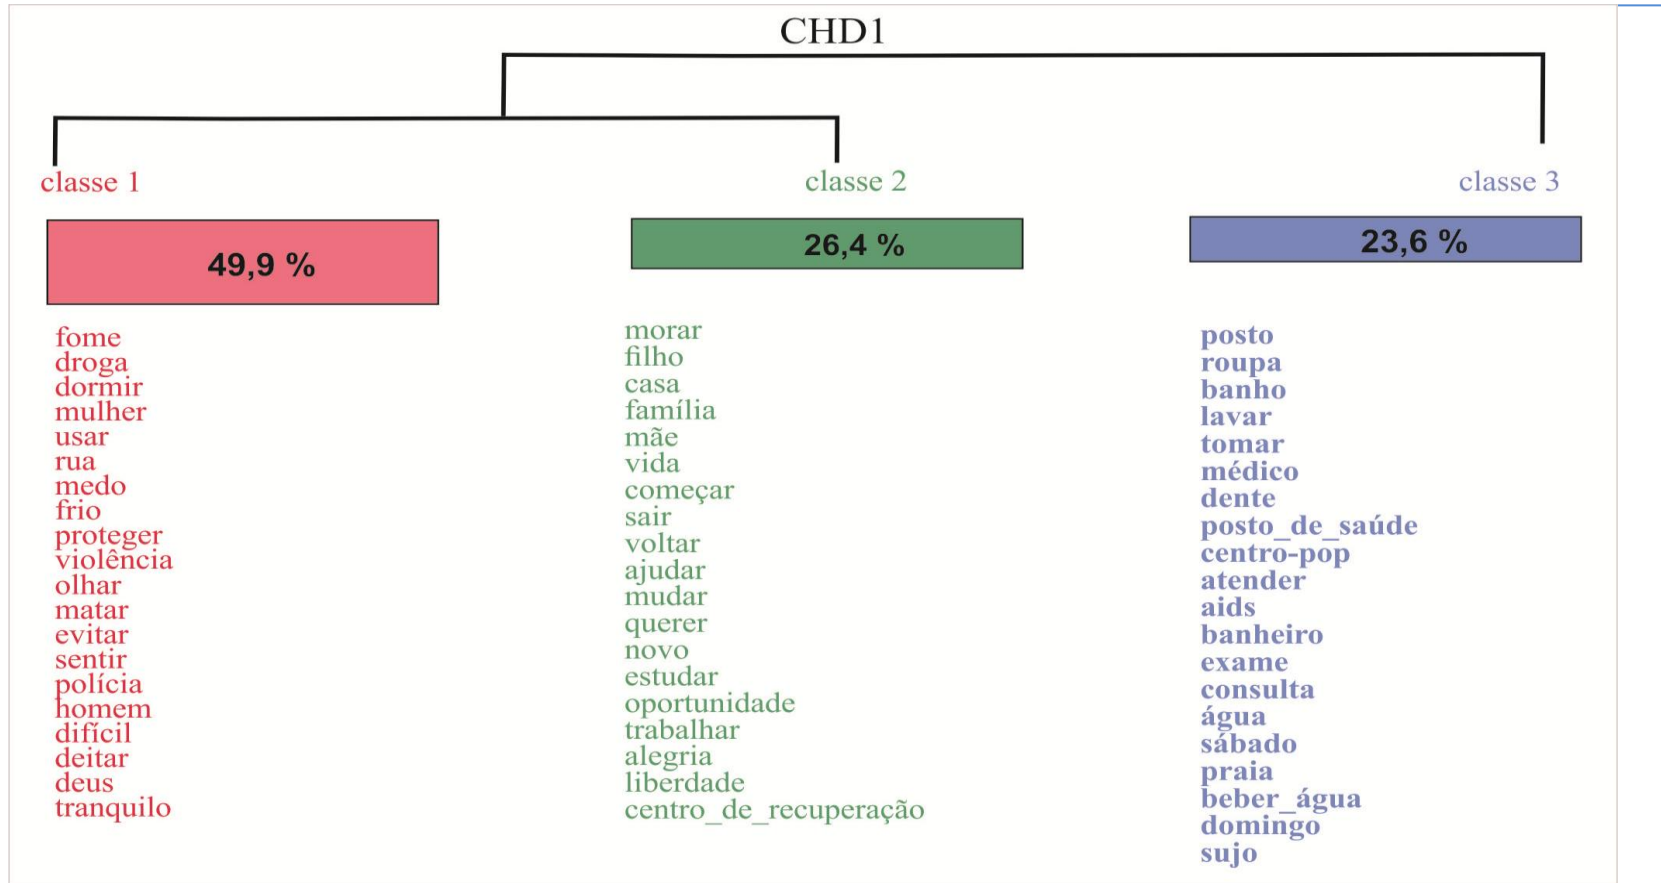 CHD1
classe 1
49,9 %
fome
droga
dormir
mulher
usar
rua
medo
frio
proteger
violência
olhar
matar
evitar
sentir
polícia
homem
difícil
deitar
deus
tranquilo
classe 2
26,4 %
morar
filho
casa
família
mãe
vida
começar
sair
voltar
ajudar
mudar
querer
novo
estudar
oportunidade
trabalhar
alegria
liberdade
centro_de_recuperação
classe 3
23,6 %
posto
roupa
banho
lavar
tomar
médico
dente
posto_de_saúde
centro-pop
atender
aids
banheiro
exame
consulta
água
sábado
praia
beber_água
domingo
sujo